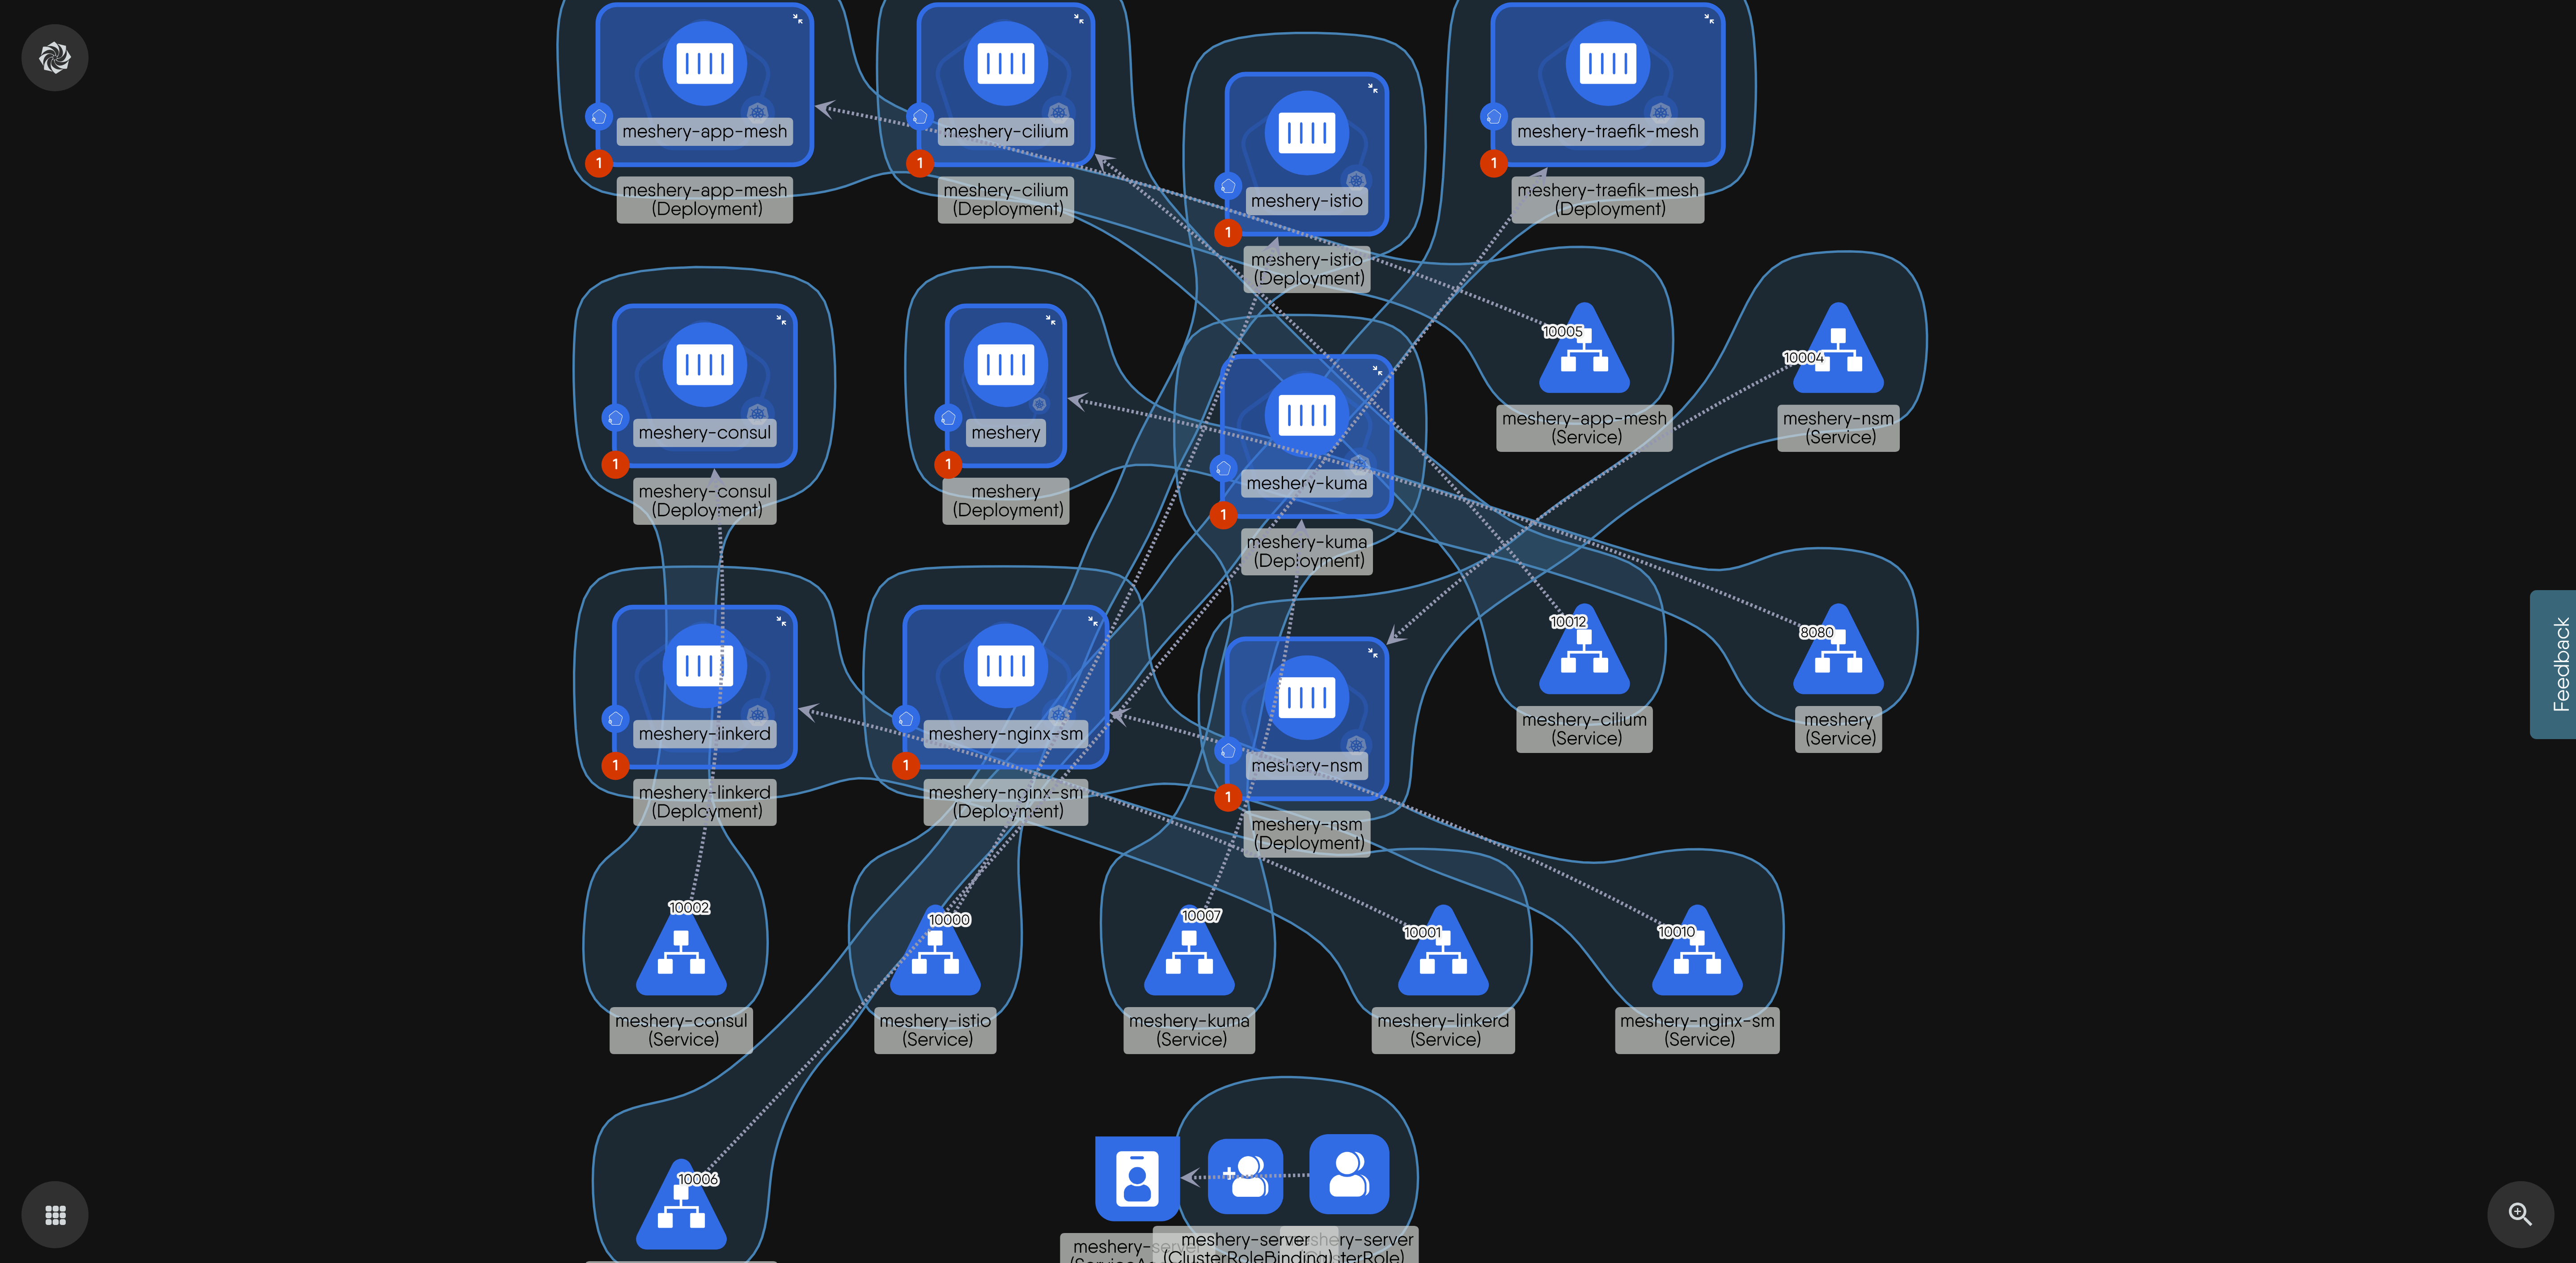 meshery-app-mesh
1
meshery-app-mesh
(Deployment)
meshery-cilium
1
meshery-cilium
(Deployment)
meshery-istio
1
meshery-istio
(Deployment)
meshery-traefik-mesh
1
meshery-traefik-mesh
(Deployment)
meshery-consul
1
meshery-consul
(Deployment)
meshery
1
meshery
(Deployment)
meshery-kuma
1
meshery-kuma
(Deployment)
10005
meshery-app-mesh
(Service)
10004
meshery-nsm
(Service)
meshery-linkerd
1
meshery-linkerd
(Deployment)
meshery-nginx-sm
1
meshery-nginx-sm
(Deployment)
meshery-nsm
1
meshery-nsm
(Deployment)
10012
meshery-cilium
(Service)
8080
meshery
(Service)
Feedback
10002
meshery-consul
(Service)
10000
meshery-istio
(Service)
10007
meshery-kuma
(Service)
10001
meshery-linkerd
(Service)
10010
meshery-nginx-sm
(Service)
10006
meshery-server
meshery-server
(ClusterRoleBinding)